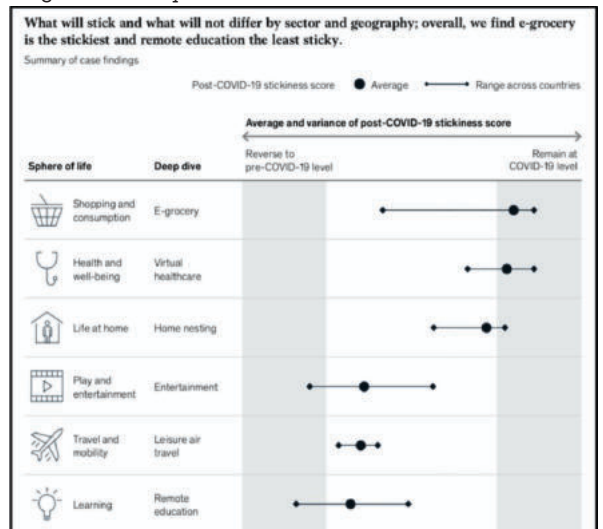 What will stick and what will not differ by sector and geography; overall, we find e-grocery
is the stickiest and remote education the least sticky.
Summary of case findings
Post-COVID-19 stickiness score Average Range across countries
Average and variance of post-COVID-19 stickiness score
Reverse to
pre-COVID-19 level
Remain at
COVID-19 level
Sphere of life Deep dive
Shopping and
consumption
E-grocery
Health and
well-being
Virtual
healthcare
Life at home Home nesting
Play and
entertainment
Entertainment
Travel and
mobility
Leisure air
travel
Learning
Remote
education